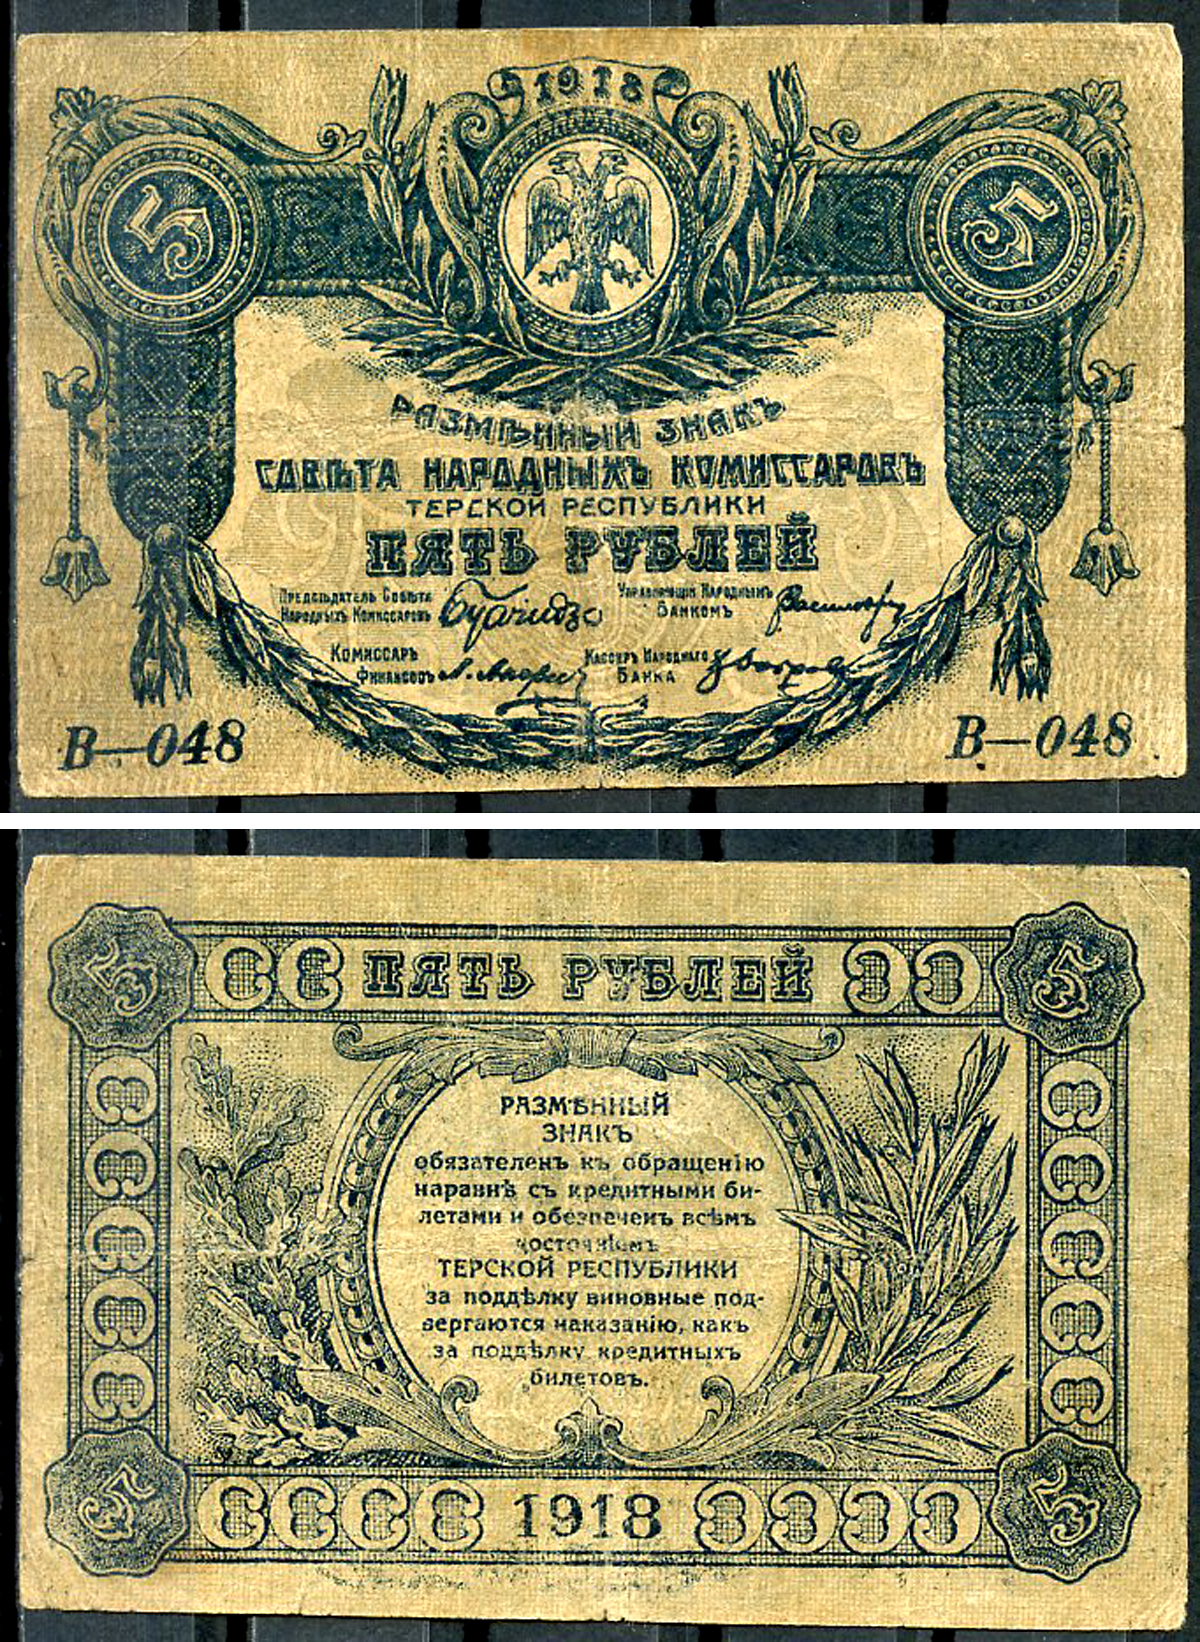 1918
5 5
РАЗМѢННЫЙ ЗНАКЪ
СОВѢТА НАРОДНЫХЪ КОМИССАРОВЪ
ТЕРСКОЙ РЕСПУБЛИКИ
ПЯТЬ РУБЛЕЙ
ПРЕДСѢДАТЕЛЬ СОВѢТА
НАРОДНЫХЪ КОМИССАРОВЪ
УПРАВЛЯЮЩІЙ НАРОДНЫМЪ
БАНКОМЪ
КОМИССАРЪ
ФИНАНСОВЪ
КАССИРЪ НАРОДНАГО
БАНКА
В—048 В—048
5 ПЯТЬ РУБЛЕЙ 5
РАЗМѢННЫЙ
ЗНАКЪ
обязателенъ къ обращенію
наравнѣ съ кредитными би-
летами и обезпеченъ всѣмъ
достояніемъ
ТЕРСКОЙ РЕСПУБЛИКИ
за поддѣлку виновные под-
вергаются наказанію, какъ
за поддѣлку кредитныхъ
билетовъ.
5 1918 5